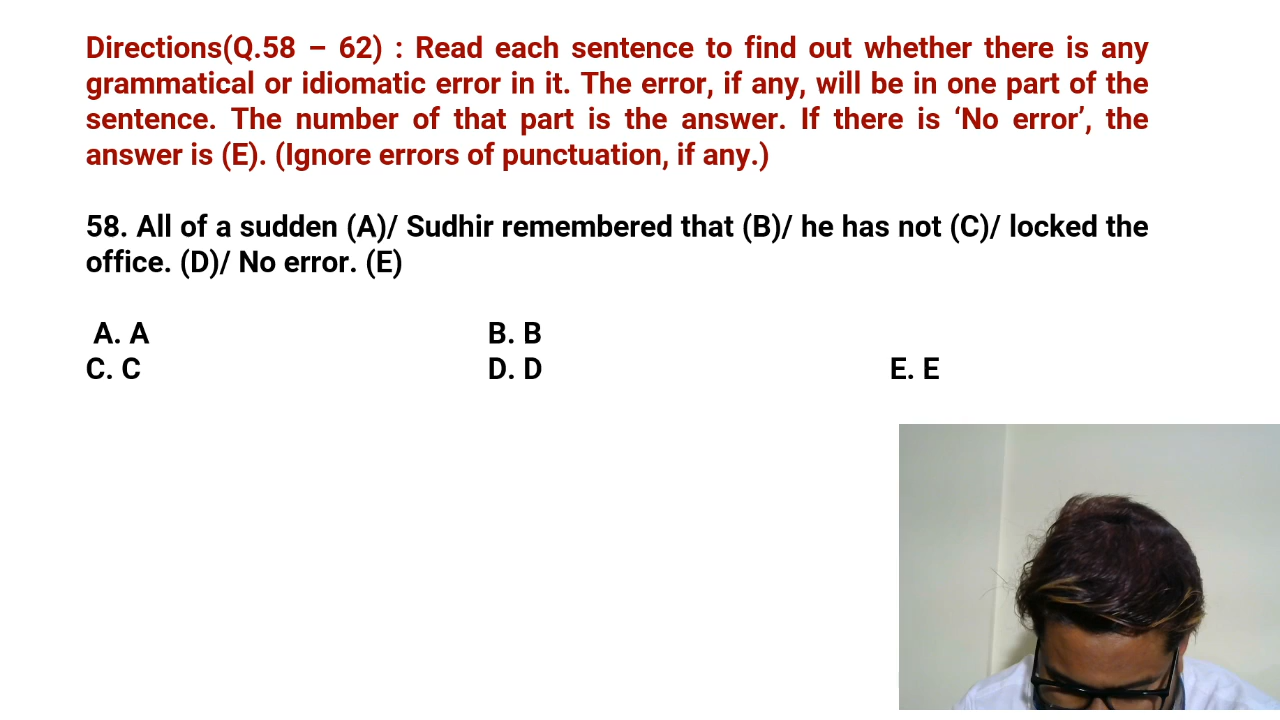 Directions(Q.58 – 62) : Read each sentence to find out whether there is any
grammatical or idiomatic error in it. The error, if any, will be in one part of the
sentence. The number of that part is the answer. If there is ‘No error’, the
answer is (E). (Ignore errors of punctuation, if any.)
58. All of a sudden (A)/ Sudhir remembered that (B)/ he has not (C)/ locked the
office. (D)/ No error. (E)
A. A B. B
C. C D. D E. E